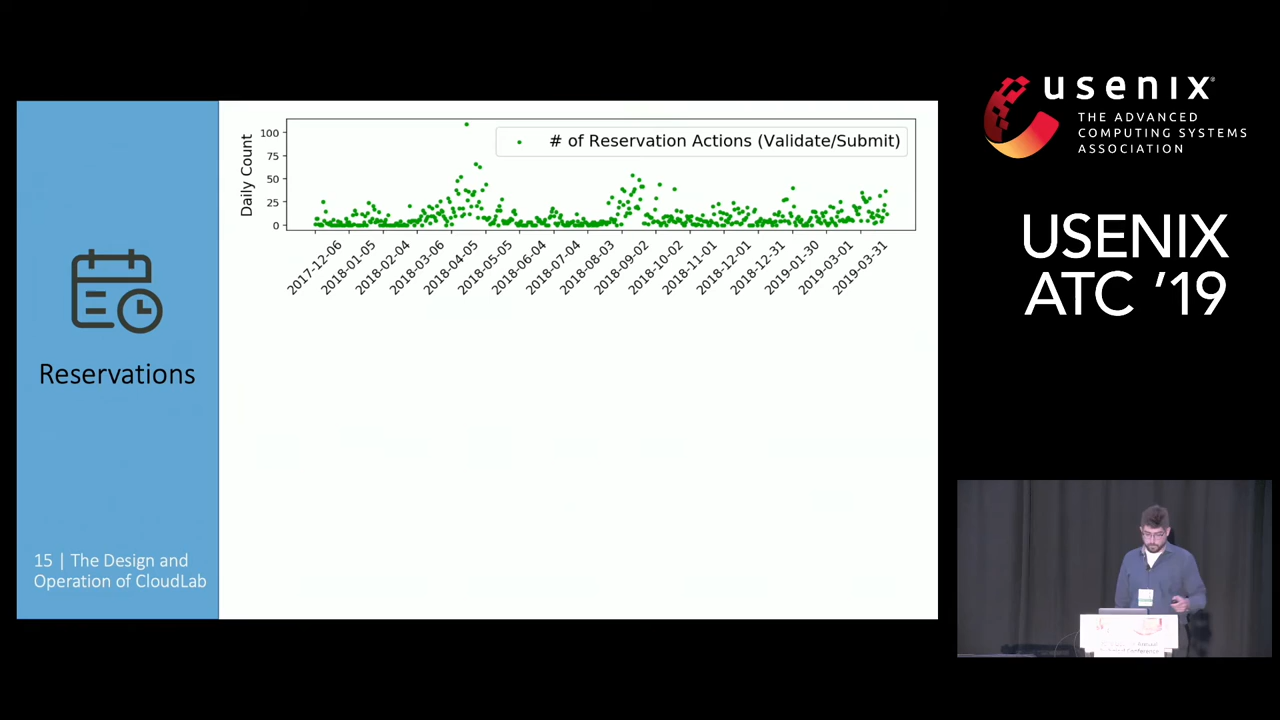 Daily Count
100
75
50
25
0
# of Reservation Actions (Validate/Submit)
2017-12-06
2018-01-05
2018-02-04
2018-03-06
2018-04-05
2018-05-05
2018-06-04
2018-07-04
2018-08-03
2018-09-02
2018-10-02
2018-11-01
2018-12-01
2018-12-31
2019-01-30
2019-03-01
2019-03-31
Reservations
15 | The Design and
Operation of CloudLab
usenix
THE ADVANCED
COMPUTING SYSTEMS
ASSOCIATION
USENIX
ATC '19